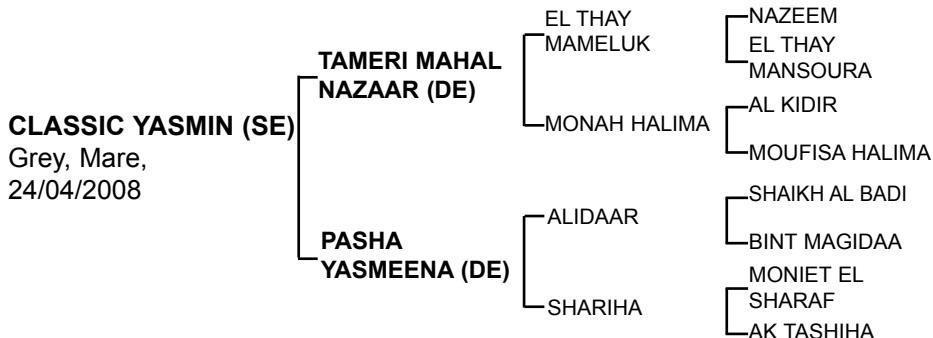 CLASSIC YASMIN (SE)
Grey, Mare,
24/04/2008
TAMERI MAHAL
NAZAAR (DE)
PASHA
YASMEENA (DE)
EL THAY
MAMELUK
MONAH HALIMA
ALIDAAR
SHARIHA
NAZEEM
EL THAY
MANSOURA
AL KIDIR
MOUFISA HALIMA
SHAIKH AL BADI
BINT MAGIDAA
MONIET EL
SHARAF
AK TASHIHA